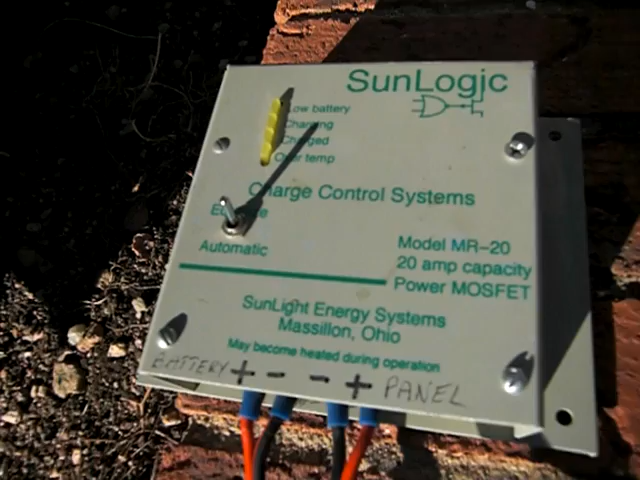 SunLogic
Low battery
Charging
Charged
Over temp
Charge Control Systems
Equalize
Automatic
Model MR-20
20 amp capacity
Power MOSFET
SunLight Energy Systems
Massillon, Ohio
May become heated during operation
BATTERY + - - + PANEL